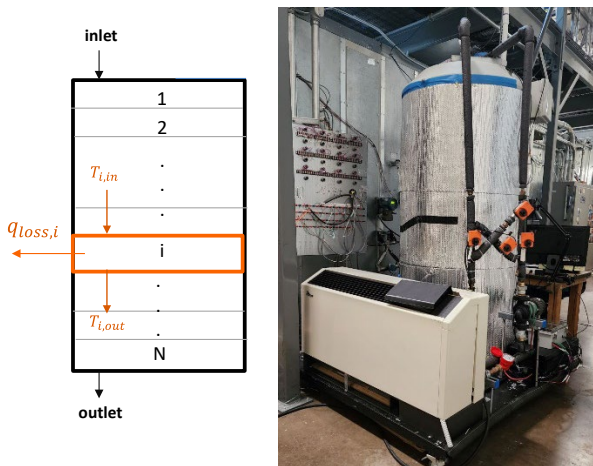 inlet
1
2
.
.
T_{i,in}
.
.
q_{loss,i}
i
.
T_{i,out}
.
.
N
outlet